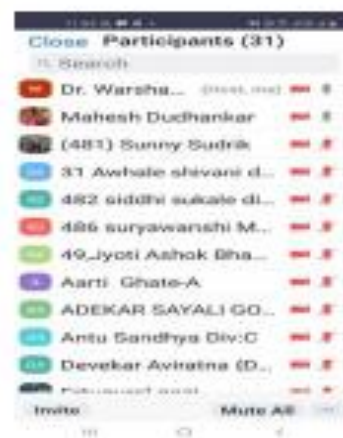 Close Participants (31)
Search
Dr. Warsha... (Host, me)
Mahesh Dudhankar
(481) Sunny Sudrik
31 Awhale shivani d...
482 siddhi sukale di...
486 suryawanshi M...
49_Jyoti Ashok Bha...
Aarti Ghate-A
ADEKAR SAYALI GO...
Antu Sandhya Div:C
Devekar Aviratna (D...
Invite Mute All